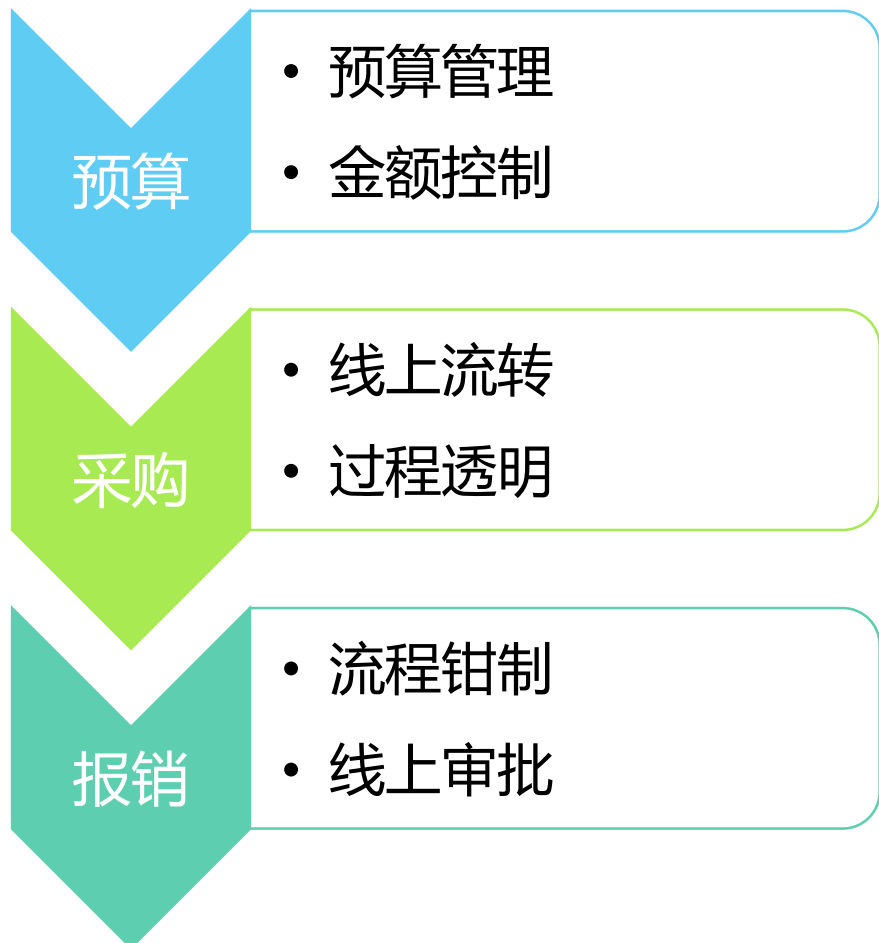 预算
• 预算管理
• 金额控制
采购
• 线上流转
• 过程透明
报销
• 流程钳制
• 线上审批